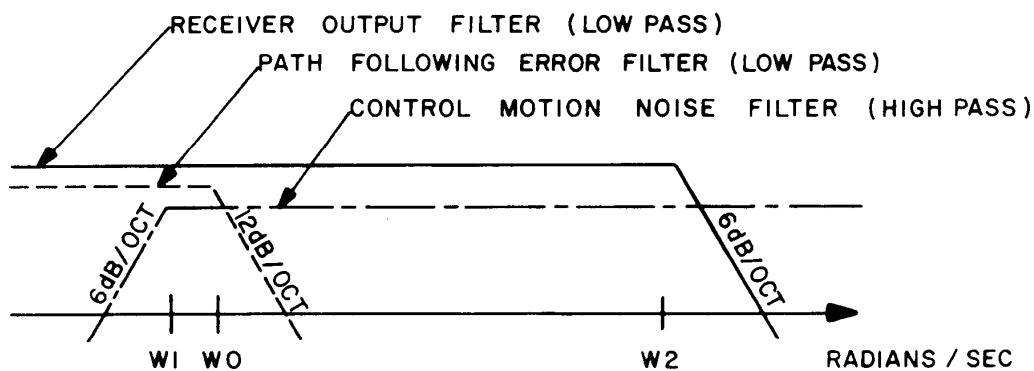 RECEIVER OUTPUT FILTER (LOW PASS)
PATH FOLLOWING ERROR FILTER (LOW PASS)
CONTROL MOTION NOISE FILTER (HIGH PASS)
6dB/OCT
12dB/OCT
6dB/OCT
W1
W0
W2
RADIANS / SEC